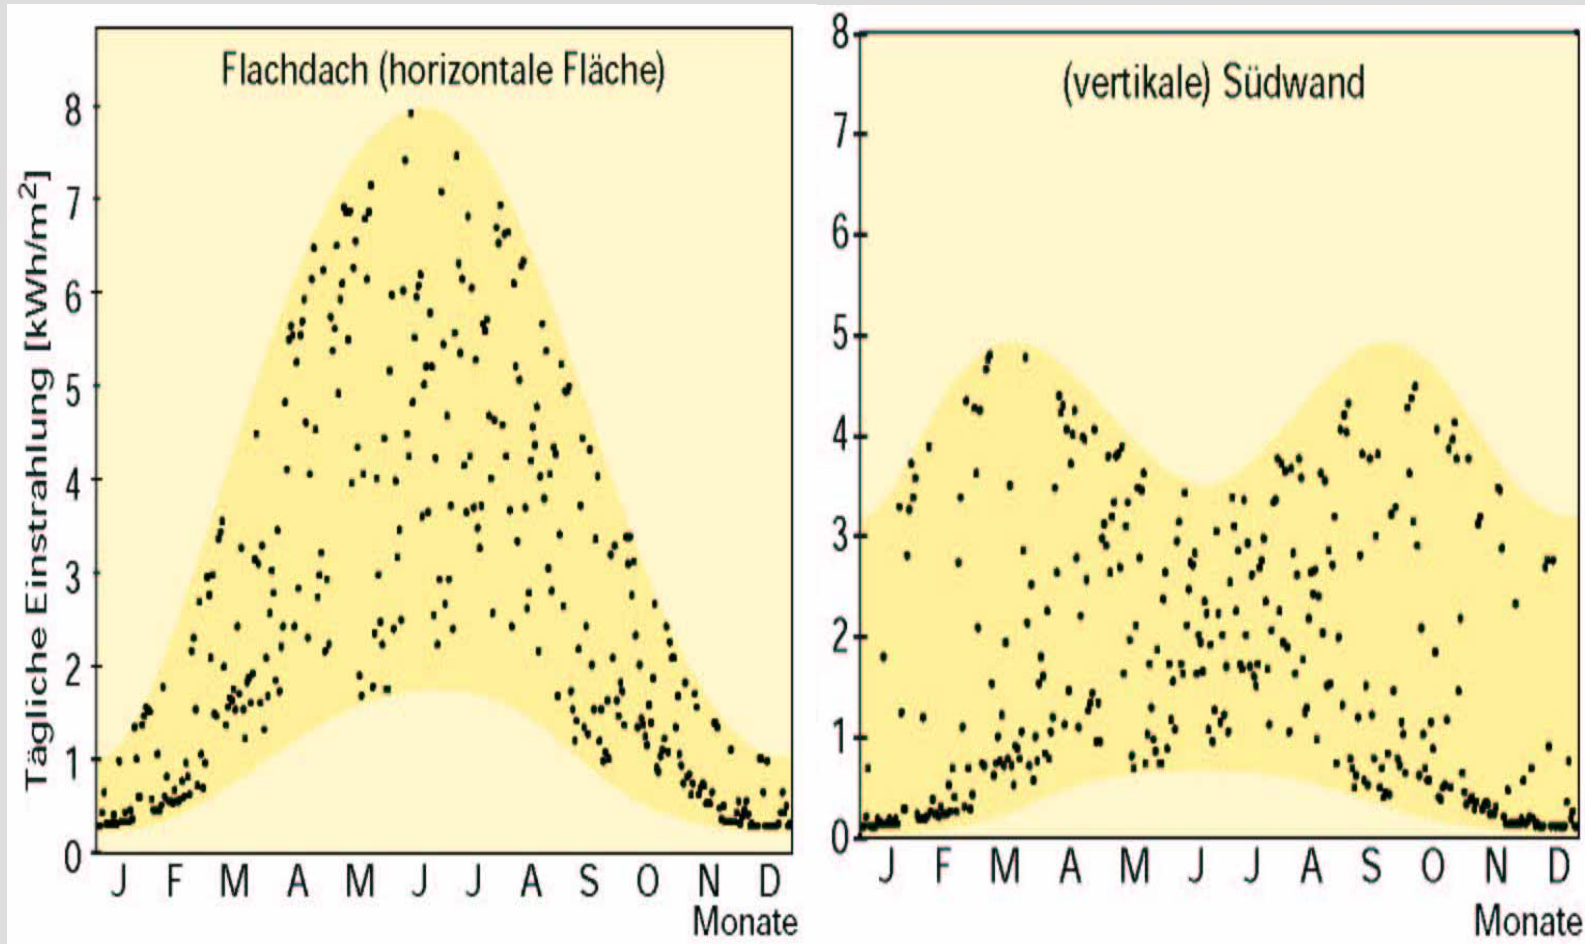 Flachdach (horizontale Fläche)
Tägliche Einstrahlung [kWh/m²]
8
7
6
5
4
3
2
1
0
J F M A M J J A S O N D
Monate
(vertikale) Südwand
8
7
6
5
4
3
2
1
0
J F M A M J J A S O N D
Monate